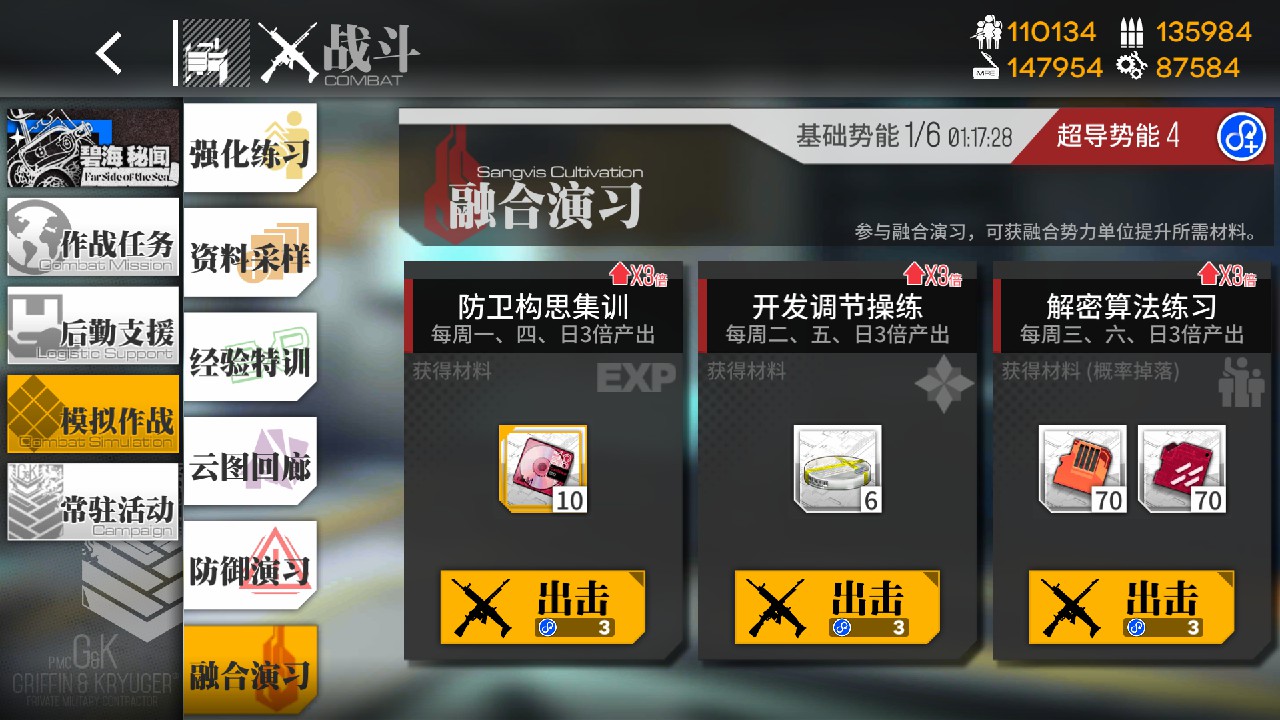 战斗
COMBAT
110134
135984
MRE
147954
87584
碧海秘闻
Far Side of the Sea
作战任务
Combat Mission
后勤支援
Logistic Support
模拟作战
Combat Simulation
常驻活动
Campaign
PMC G&K
GRIFFIN & KRYUGER
PRIVATE MILITARY CONTRACTOR
强化练习
资料采样
经验特训
云图回廊
防御演习
融合演习
基础势能 1/6 01:17:28
超导势能 4
Sangvis Cultivation
融合演习
参与融合演习，可获融合势力单位提升所需材料。
X3倍
防卫构思集训
每周一、四、日3倍产出
获得材料
EXP
10
出击
3
X3倍
开发调节操练
每周二、五、日3倍产出
获得材料
6
出击
3
X3倍
解密算法练习
每周三、六、日3倍产出
获得材料 (概率掉落)
70
70
出击
3